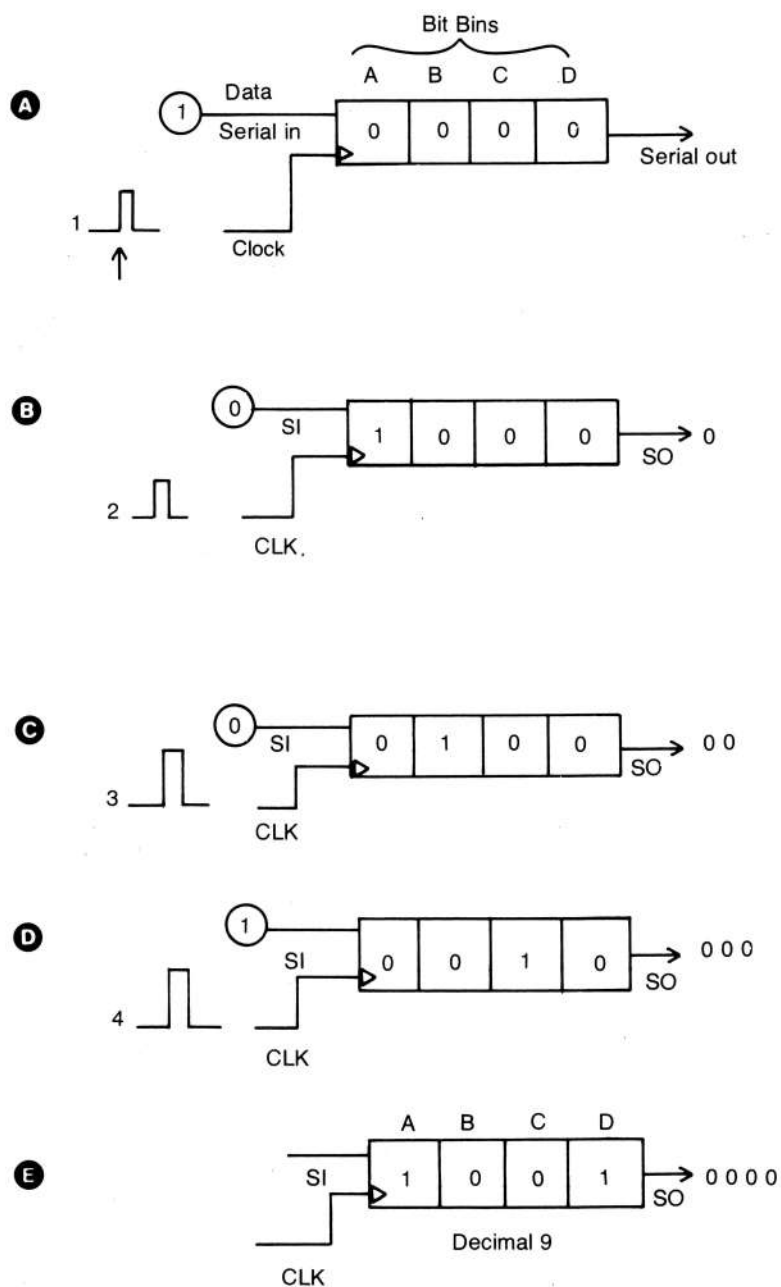 Bit Bins
A B C D
A
1 Data
Serial in
0 0 0 0
Serial out
1
Clock
B
0
SI
1 0 0 0
SO 0
2
CLK.
C
0
SI
0 1 0 0
SO 0 0
3
CLK
D
1
SI
0 0 1 0
SO 0 0 0
4
CLK
A B C D
E
SI
1 0 0 1
SO 0 0 0 0
Decimal 9
CLK